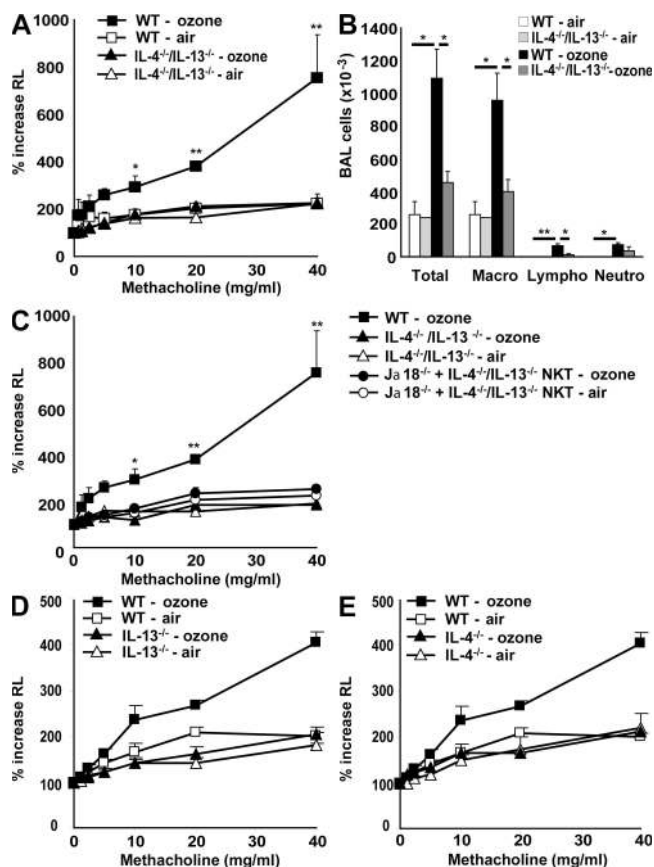 A
WT - ozone
WT - air
IL-4⁻/⁻/IL-13⁻/⁻ - ozone
IL-4⁻/⁻/IL-13⁻/⁻ - air
1000
800
600
400
200
0
% increase RL
* ** **
0 10 20 30 40
Methacholine (mg/ml)
B
WT - air
IL-4⁻/⁻/IL-13⁻/⁻ - air
WT - ozone
IL-4⁻/⁻/IL-13⁻/⁻ -ozone
1400
1200
1000
800
600
400
200
0
BAL cells (x10⁻³)
* * * * ** * *
Total Macro Lympho Neutro
C
WT - ozone
IL-4⁻/⁻ /IL-13 ⁻/⁻ - ozone
IL-4⁻/⁻/IL-13⁻/⁻ - air
Ja 18⁻/⁻ + IL-4⁻/⁻/IL-13⁻/⁻ NKT - ozone
Ja 18⁻/⁻ + IL-4⁻/⁻/IL-13⁻/⁻ NKT - air
1000
800
600
400
200
0
% increase RL
* ** **
0 10 20 30 40
Methacholine (mg/ml)
D
WT - ozone
WT - air
IL-13⁻/⁻ - ozone
IL-13⁻/⁻ - air
500
400
300
200
100
0
% increase RL
0 10 20 30 40
Methacholine (mg/ml)
E
WT - ozone
WT - air
IL-4⁻/⁻ - ozone
IL-4⁻/⁻ - air
500
400
300
200
100
0
% increase RL
0 10 20 30 40
Methacholine (mg/ml)